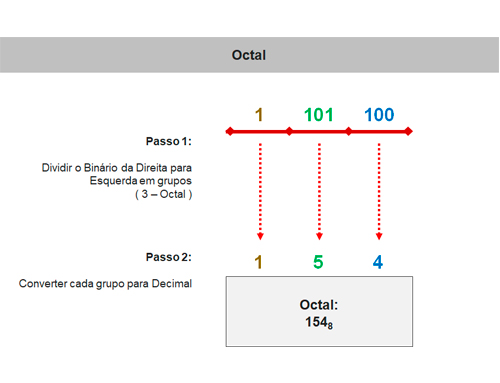 Octal
1 101 100
Passo 1:
Dividir o Binário da Direita para
Esquerda em grupos
( 3 – Octal )
Passo 2:
1 5 4
Converter cada grupo para Decimal
Octal:
154₈